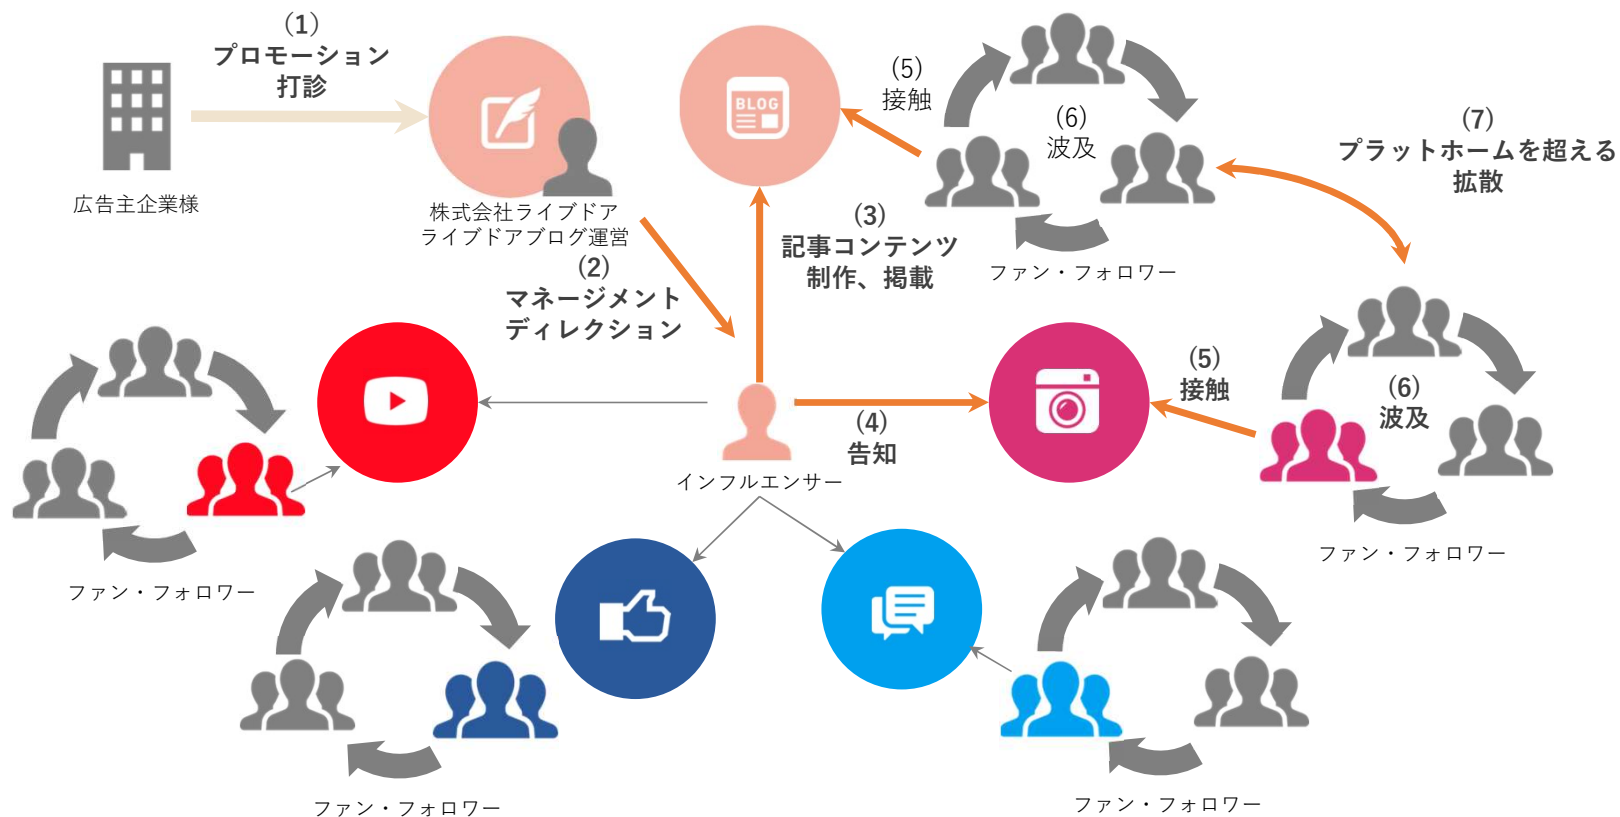 (1)
プロモーション
打診
広告主企業様
株式会社ライブドア
ライブドアブログ運営
(2)
マネージメント
ディレクション
BLOG
(3)
記事コンテンツ
制作、掲載
(5)
接触
(6)
波及
ファン・フォロワー
(7)
プラットホームを超える
拡散
(4)
告知
インフルエンサー
(5)
接触
(6)
波及
ファン・フォロワー
ファン・フォロワー
ファン・フォロワー
ファン・フォロワー